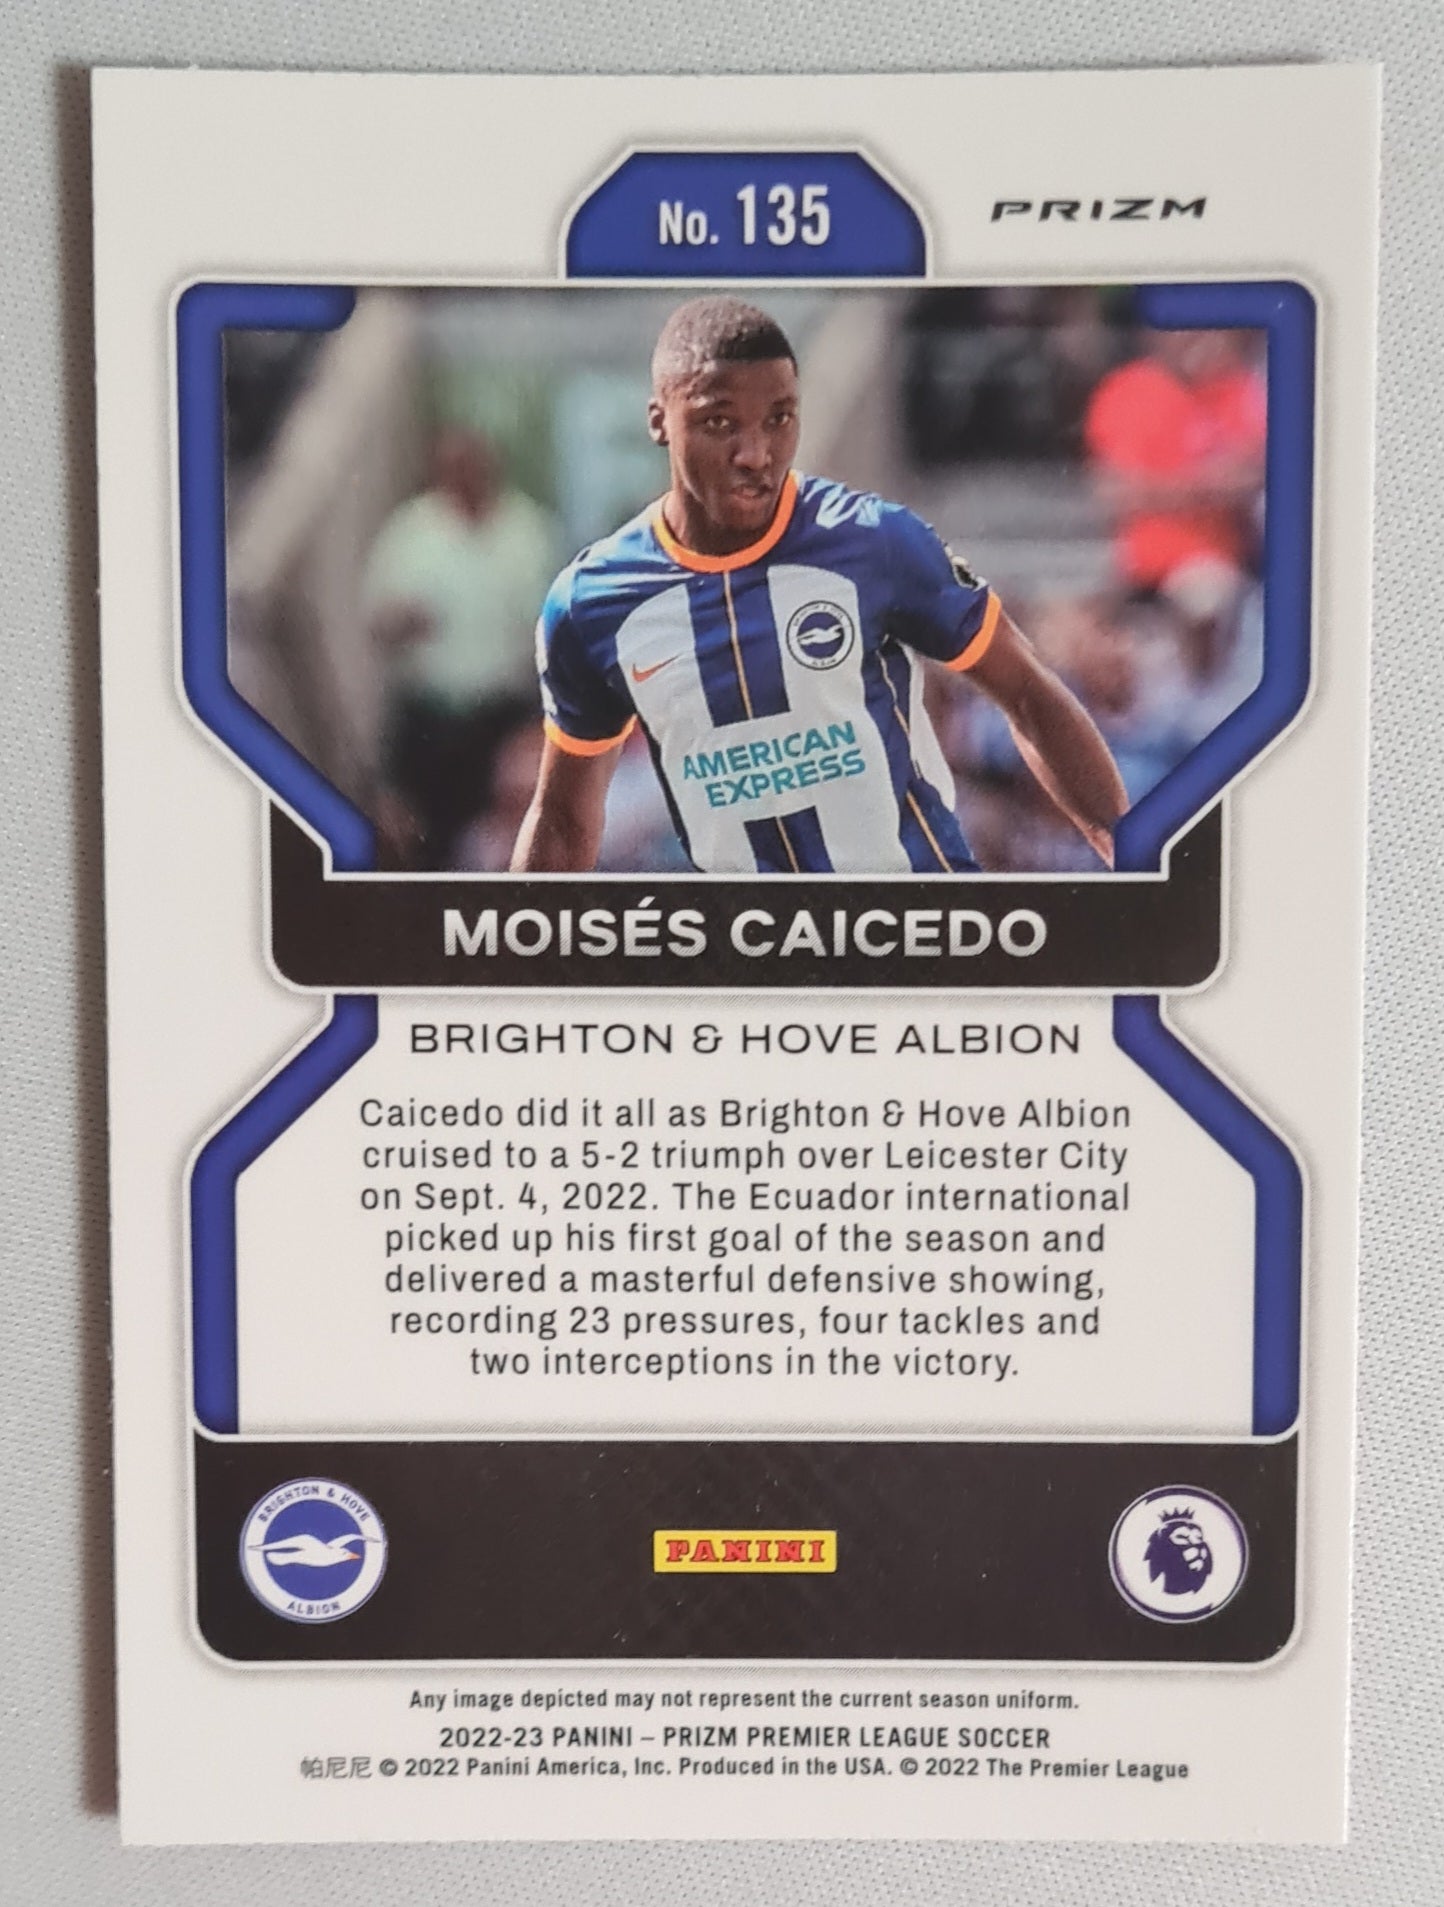 No. 135
PRIZM
AMERICAN
EXPRESS
MOISÉS CAICEDO
BRIGHTON & HOVE ALBION
Caicedo did it all as Brighton & Hove Albion
cruised to a 5-2 triumph over Leicester City
on Sept. 4, 2022. The Ecuador international
picked up his first goal of the season and
delivered a masterful defensive showing,
recording 23 pressures, four tackles and
two interceptions in the victory.
BRIGHTON & HOVE
ALBION
PANINI
Any image depicted may not represent the current season uniform.
2022-23 PANINI – PRIZM PREMIER LEAGUE SOCCER
帕尼尼 © 2022 Panini America, Inc. Produced in the USA. © 2022 The Premier League